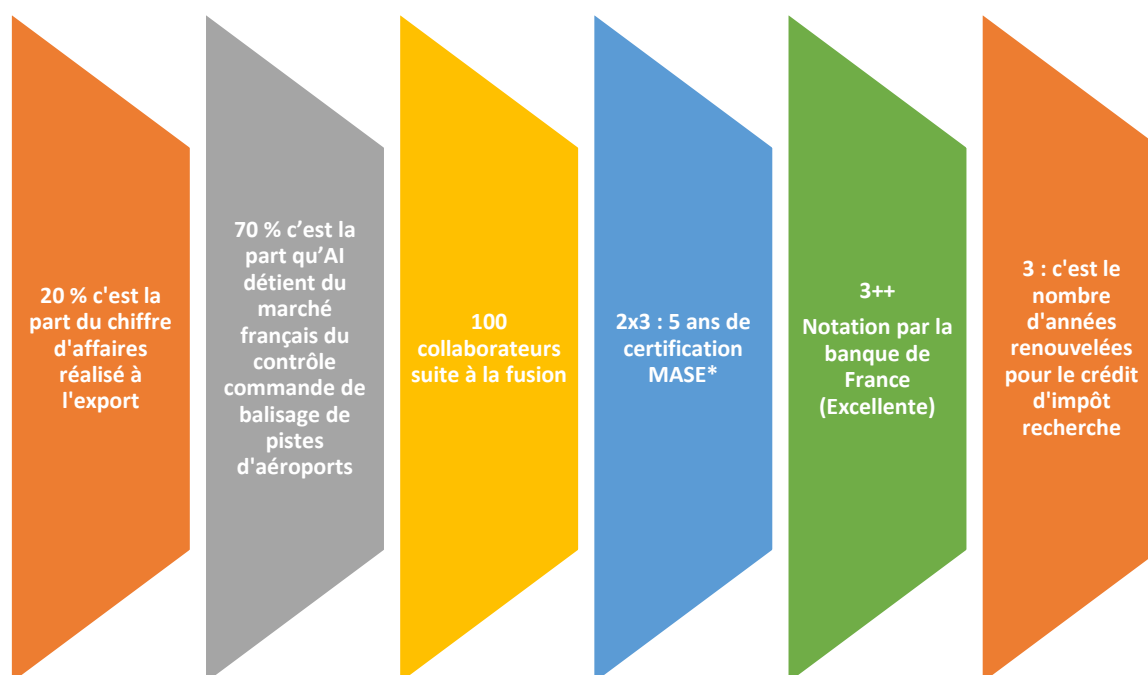 20 % c'est la
part du chiffre
d'affaires
réalisé à
l'export
70 % c’est la
part qu’AI
détient du
marché
français du
contrôle
commande de
balisage de
pistes
d'aéroports
100
collaborateurs
suite à la fusion
2x3 : 5 ans de
certification
MASE*
3++
Notation par la
banque de
France
(Excellente)
3 : c'est le
nombre
d'années
renouvelées
pour le crédit
d'impôt
recherche